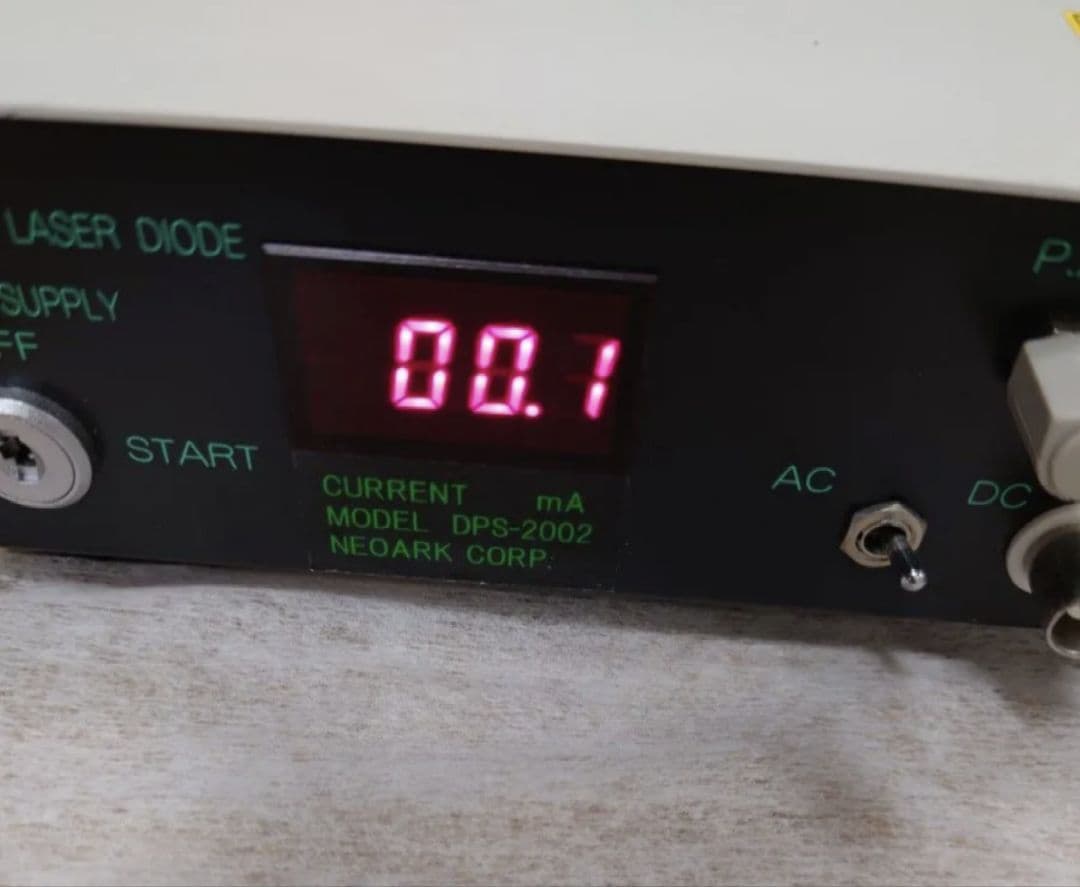 LASER DIODE
SUPPLY
FF
START
00.1
CURRENT mA
MODEL DPS-2002
NEOARK CORP.
AC
DC
P.